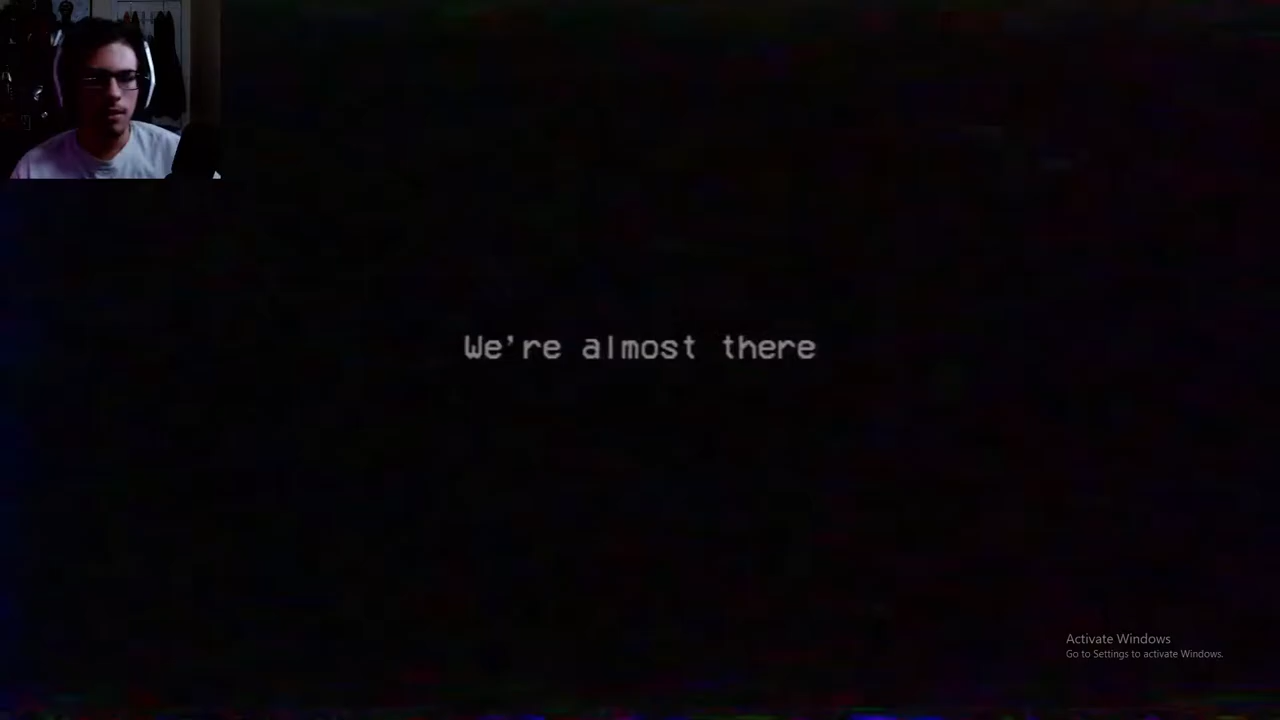 We're almost there
Activate Windows
Go to Settings to activate Windows.